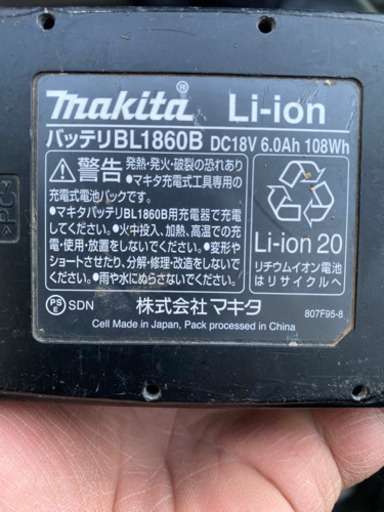 makita® Li-ion
バッテリBL1860B DC18V 6.0Ah 108Wh
警告 発熱・発火・破裂の恐れあり
•マキタ充電式工具専用の
充電式電池パックです。
•マキタバッテリBL1860B用充電器で充電
してください。•火中投入、加熱、高温での充
電・使用・放置をしないでください。•変形や
ショートさせたり、分解・修理・改造をしないで
ください。•雨や水にぬらさないでください。
Li-ion 20
リチウムイオン電池
はリサイクルへ
PS
E SDN 株式会社マキタ
Cell Made in Japan, Pack processed in China
807F95-8
>PC<